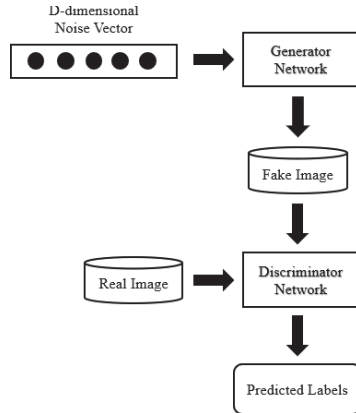 D-dimensional
Noise Vector
Generator
Network
Fake Image
Real Image
Discriminator
Network
Predicted Labels